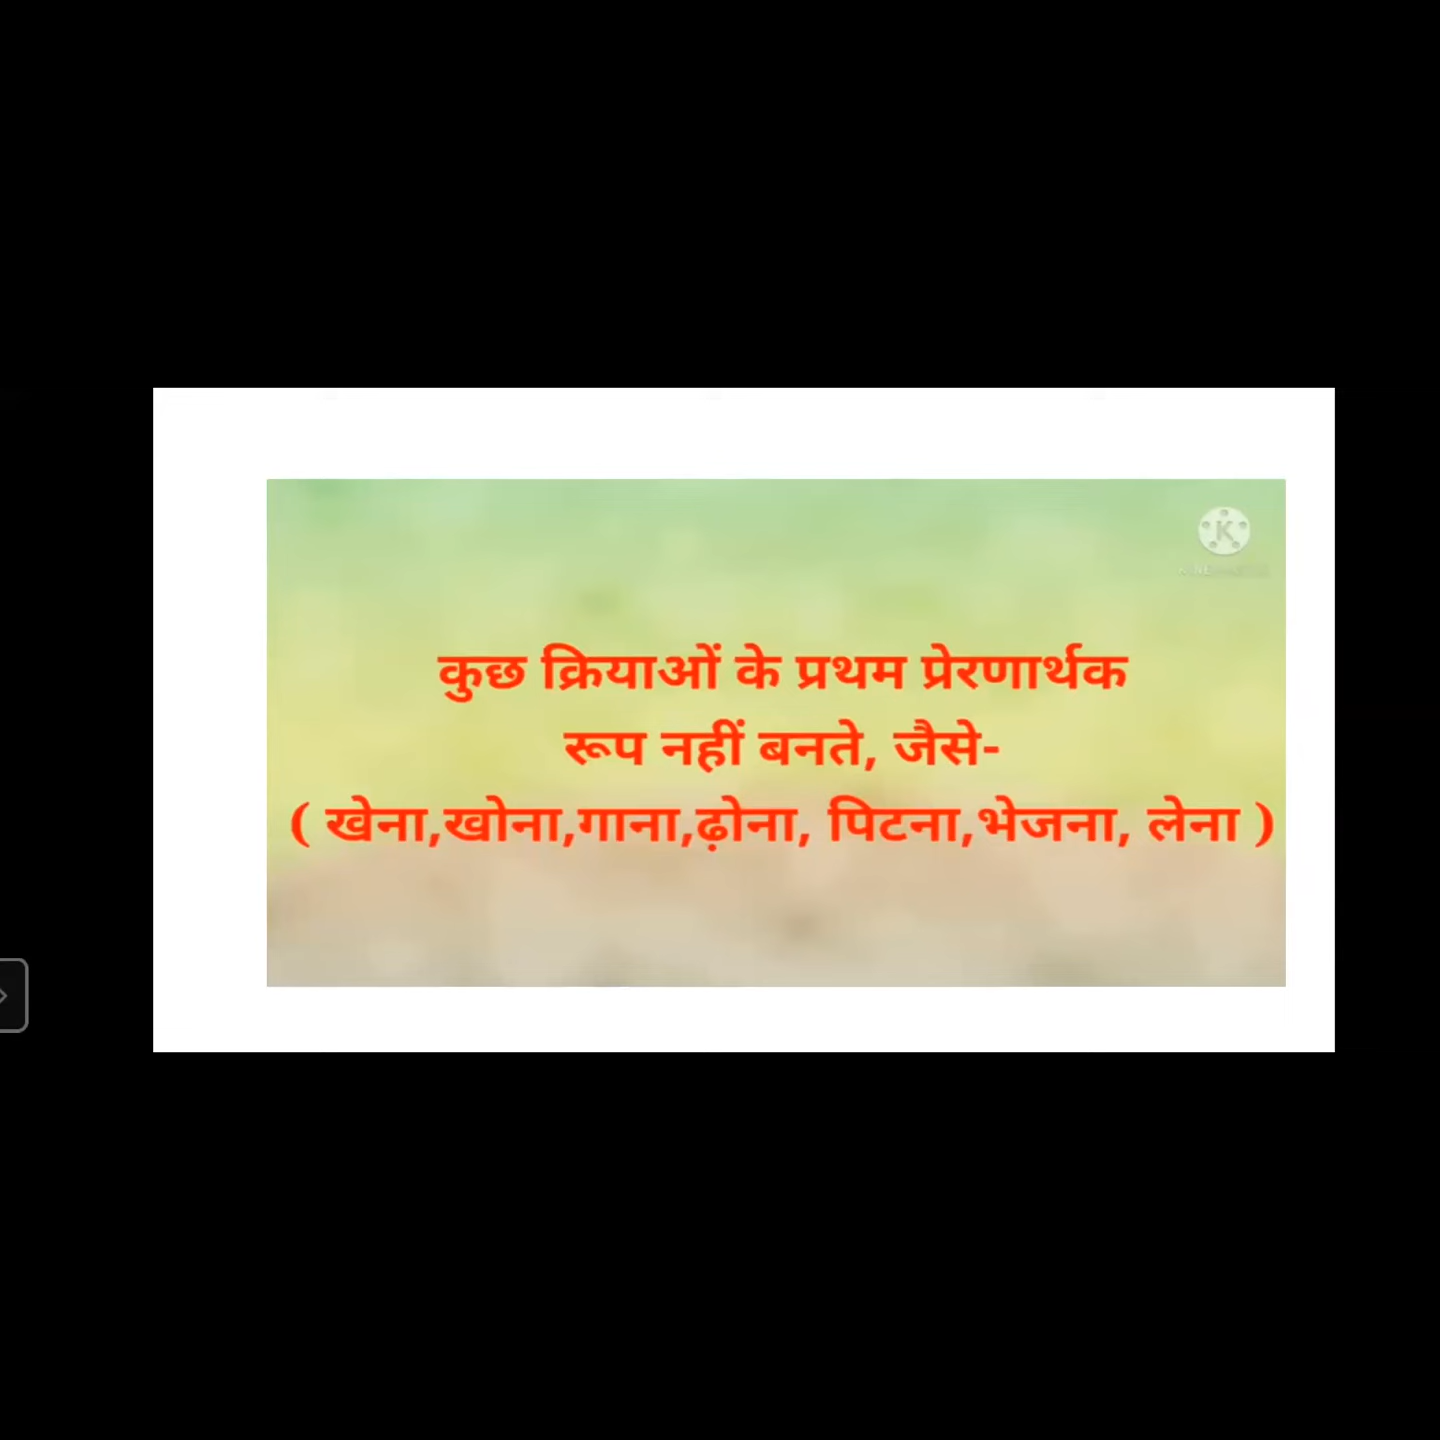 K
कुछ क्रियाओं के प्रथम प्रेरणार्थक
रूप नहीं बनते, जैसे-
( खेना,खोना,गाना,ढ़ोना, पिटना,भेजना, लेना )